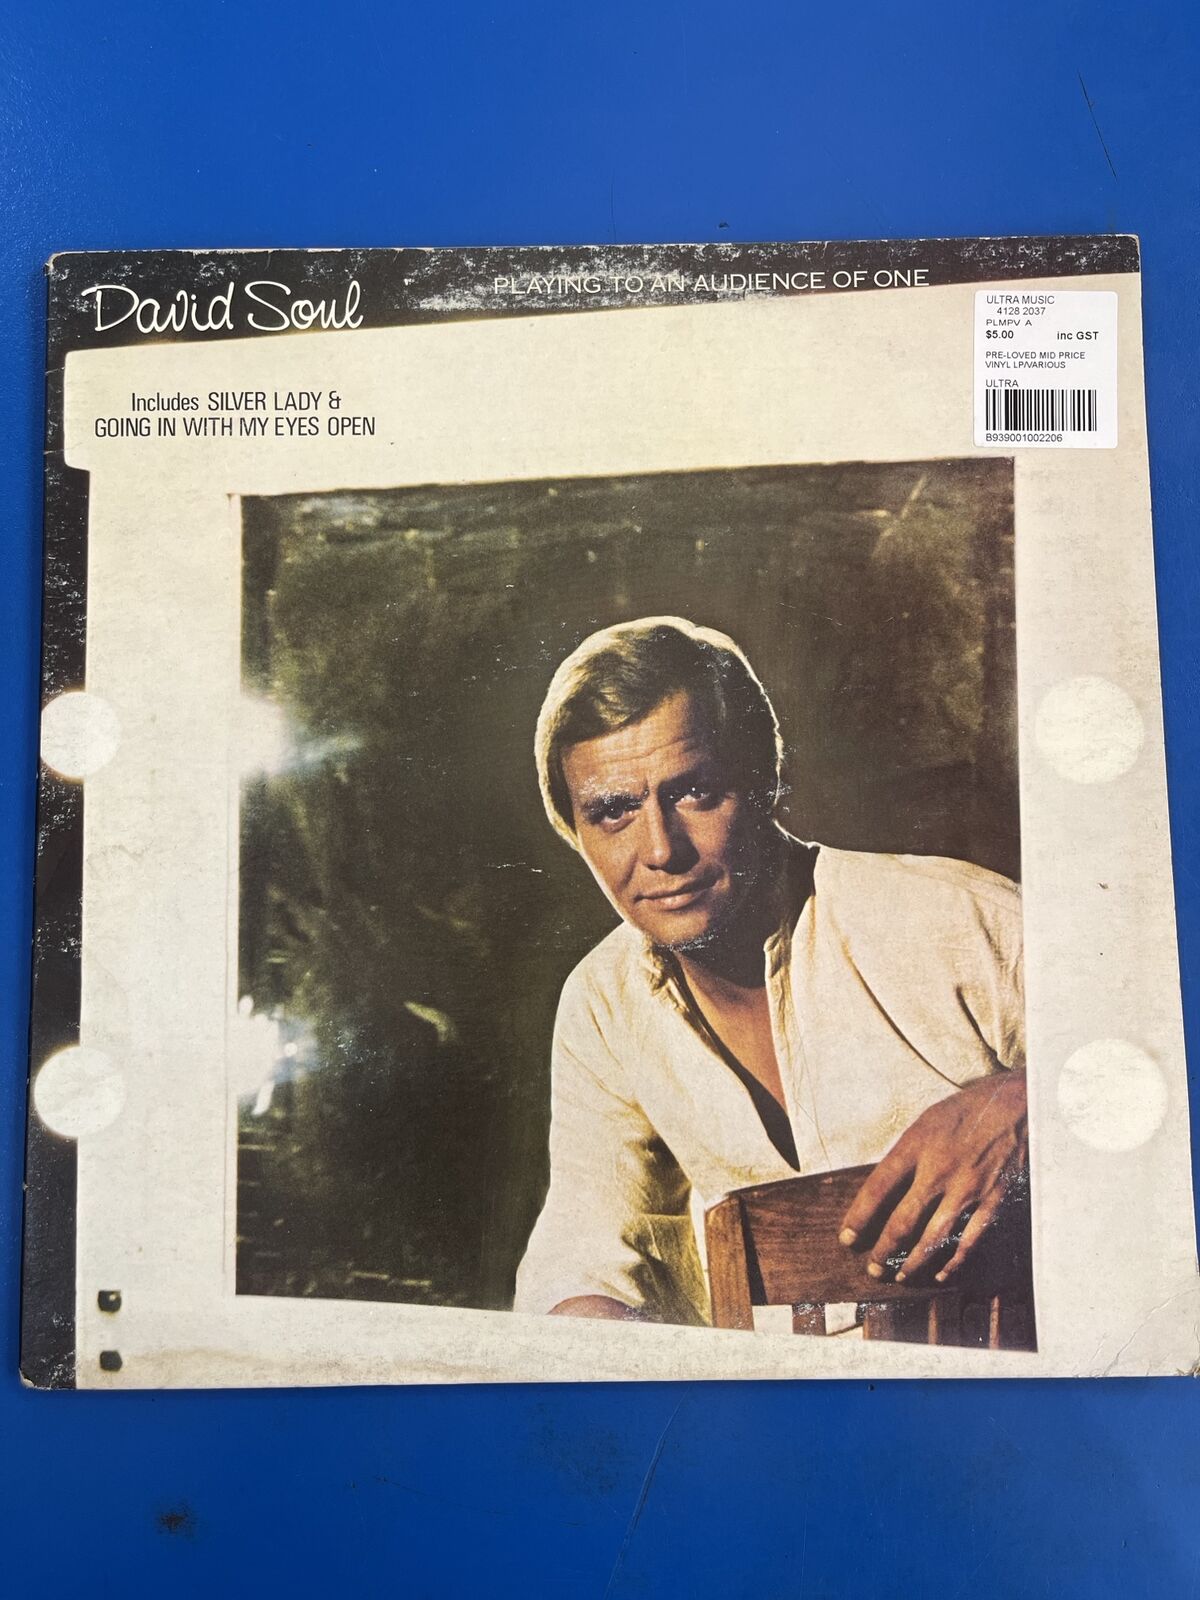 David Soul
PLAYING TO AN AUDIENCE OF ONE
Includes SILVER LADY &
GOING IN WITH MY EYES OPEN
ULTRA MUSIC
4128 2037
PLMPV A
$5.00 inc GST
PRE-LOVED MID PRICE
VINYL LP/VARIOUS
ULTRA
B939001002206